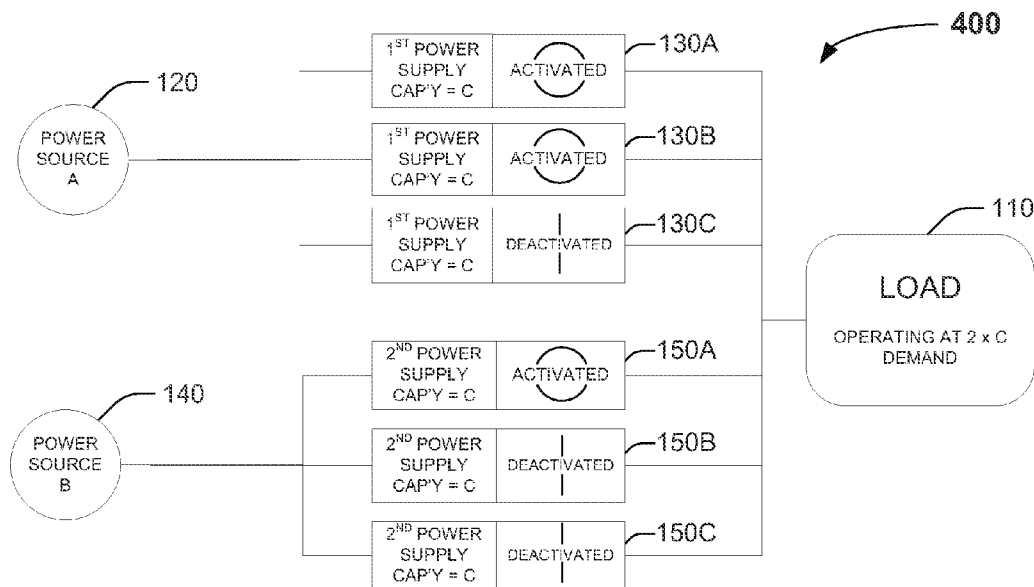 400
1ST POWER
SUPPLY
CAP'Y = C
ACTIVATED
130A
120
POWER
SOURCE
A
1ST POWER
SUPPLY
CAP'Y = C
ACTIVATED
130B
1ST POWER
SUPPLY
CAP'Y = C
DEACTIVATED
130C
110
LOAD
OPERATING AT 2 x C
DEMAND
2ND POWER
SUPPLY
CAP'Y = C
ACTIVATED
150A
140
POWER
SOURCE
B
2ND POWER
SUPPLY
CAP'Y = C
DEACTIVATED
150B
2ND POWER
SUPPLY
CAP'Y = C
DEACTIVATED
150C